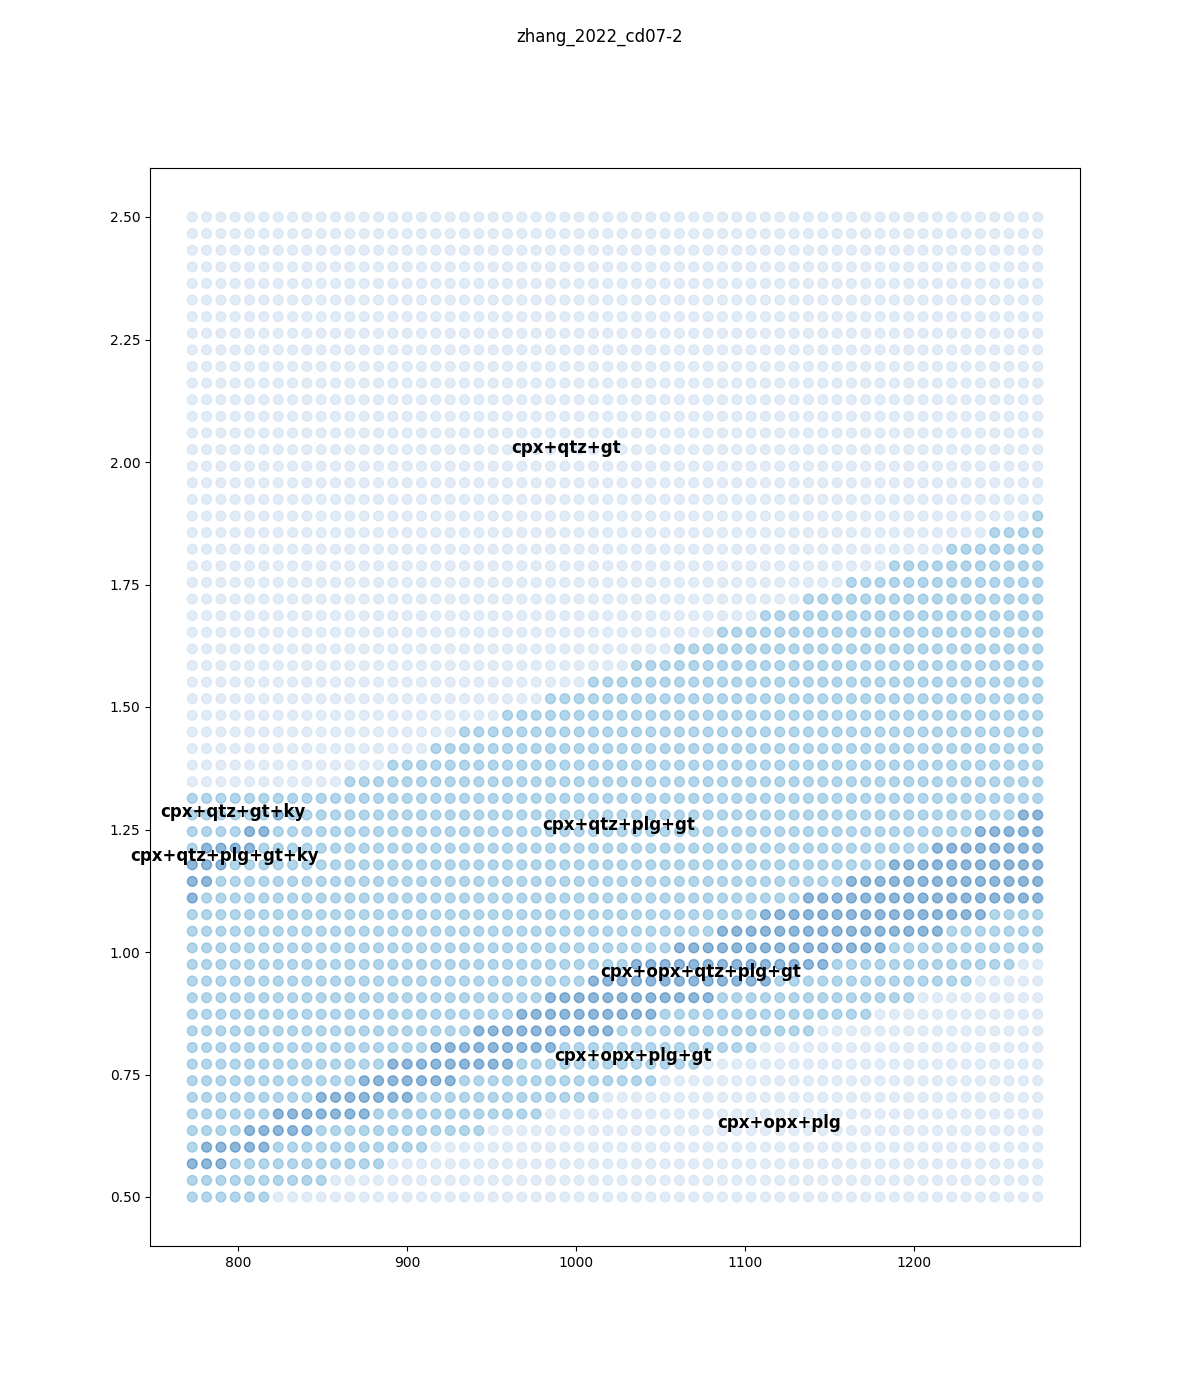 zhang_2022_cd07-2
2.50
2.25
2.00
1.75
1.50
1.25
1.00
0.75
0.50
cpx+qtz+gt
cpx+qtz+gt+ky
cpx+qtz+plg+gt
cpx+qtz+plg+gt+ky
cpx+opx+qtz+plg+gt
cpx+opx+plg+gt
cpx+opx+plg
800
900
1000
1100
1200